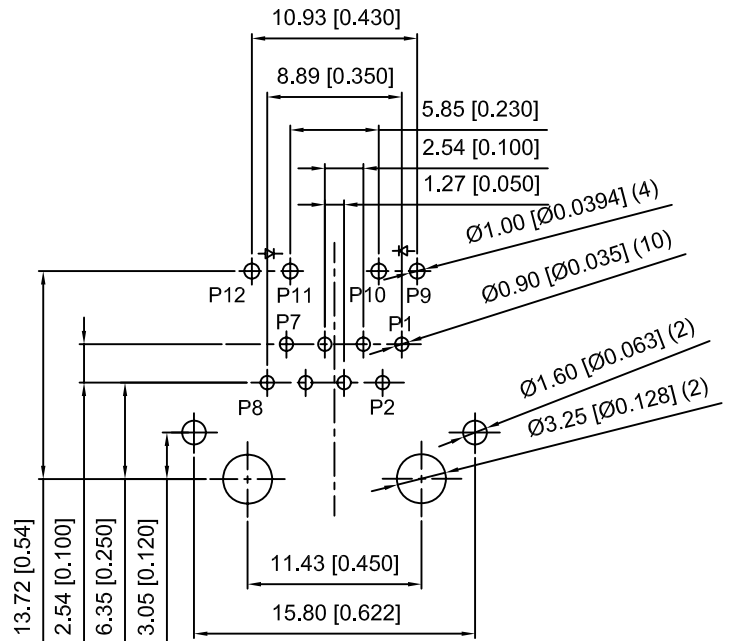 10.93 [0.430]
8.89 [0.350]
5.85 [0.230]
2.54 [0.100]
1.27 [0.050]
Ø1.00 [Ø0.0394] (4)
Ø0.90 [Ø0.035] (10)
P12 P11 P10 P9
P7 P1
Ø1.60 [Ø0.063] (2)
P8 P2
Ø3.25 [Ø0.128] (2)
13.72 [0.54]
2.54 [0.100]
6.35 [0.250]
3.05 [0.120]
11.43 [0.450]
15.80 [0.622]